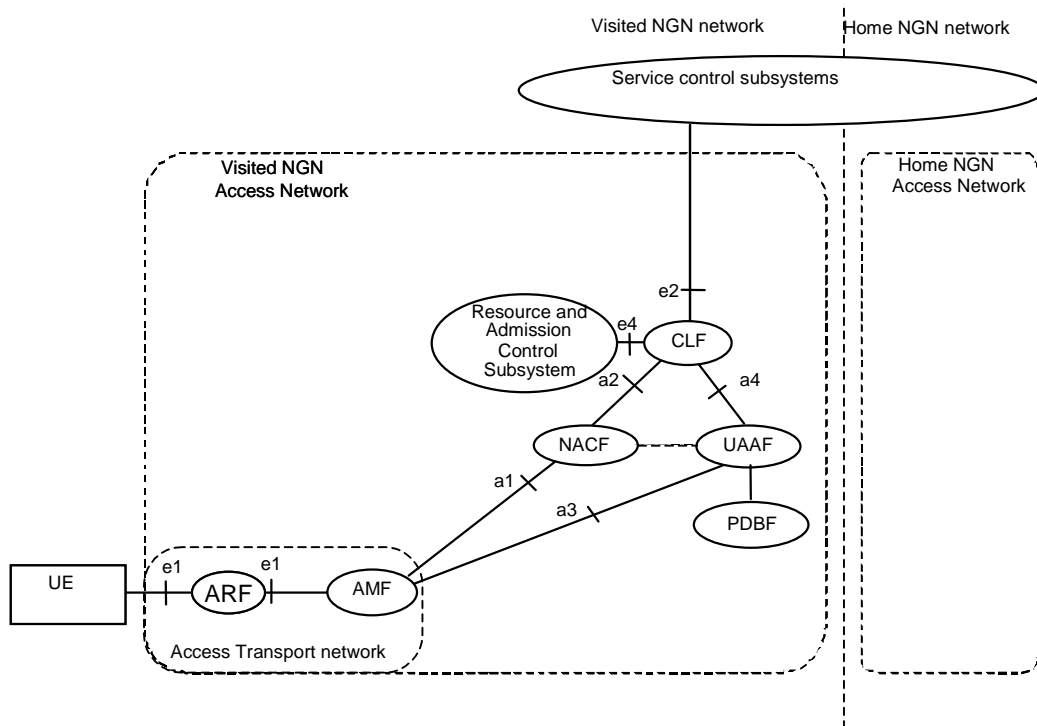 Visited NGN network
Home NGN network
Service control subsystems
Visited NGN
Access Network
Home NGN
Access Network
e2
Resource and
Admission
Control
Subsystem
e4
CLF
a2
a4
NACF
UAAF
a1
a3
PDBF
UE
e1
ARF
e1
AMF
Access Transport network